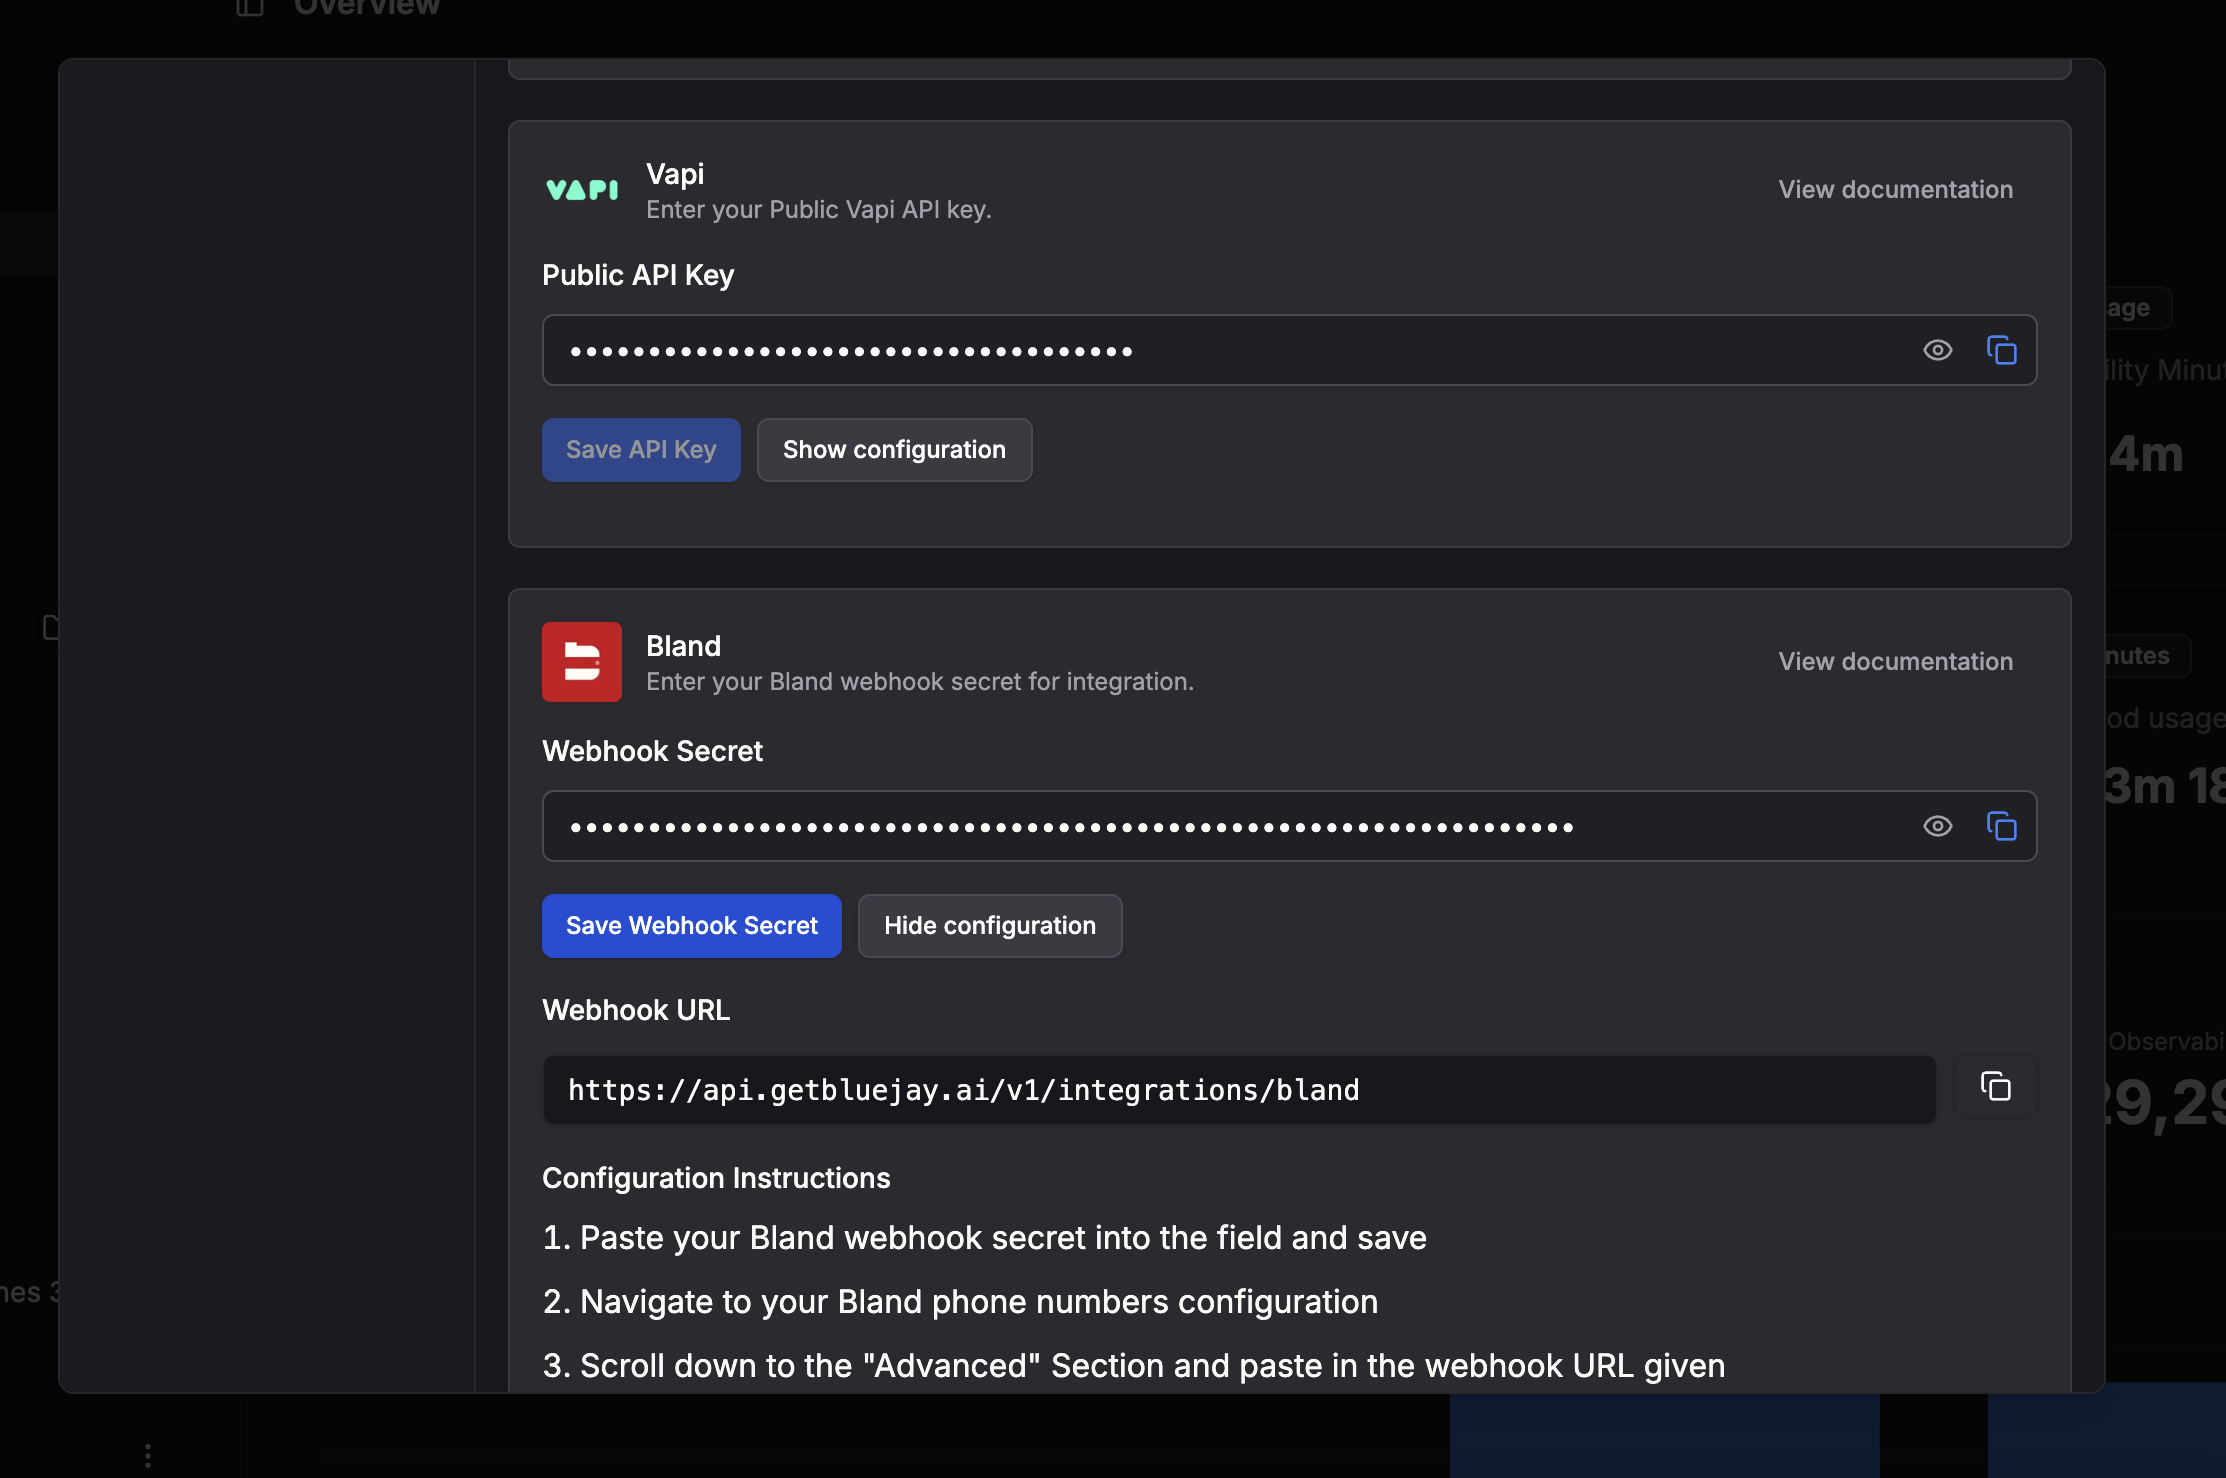 Overview
VAPI
Vapi
Enter your Public Vapi API key.
View documentation
Public API Key
••••••••••••••••••••••••••••••••••••
Save API Key
Show configuration
Bland
Enter your Bland webhook secret for integration.
View documentation
Webhook Secret
••••••••••••••••••••••••••••••••••••••••••••••••••••••••••••••••
Save Webhook Secret
Hide configuration
Webhook URL
https://api.getbluejay.ai/v1/integrations/bland
Configuration Instructions
1. Paste your Bland webhook secret into the field and save
2. Navigate to your Bland phone numbers configuration
3. Scroll down to the "Advanced" Section and paste in the webhook URL given
age
ility Minut
4m
nutes
od usage
3m 18
Observabi
29,29
nes 3